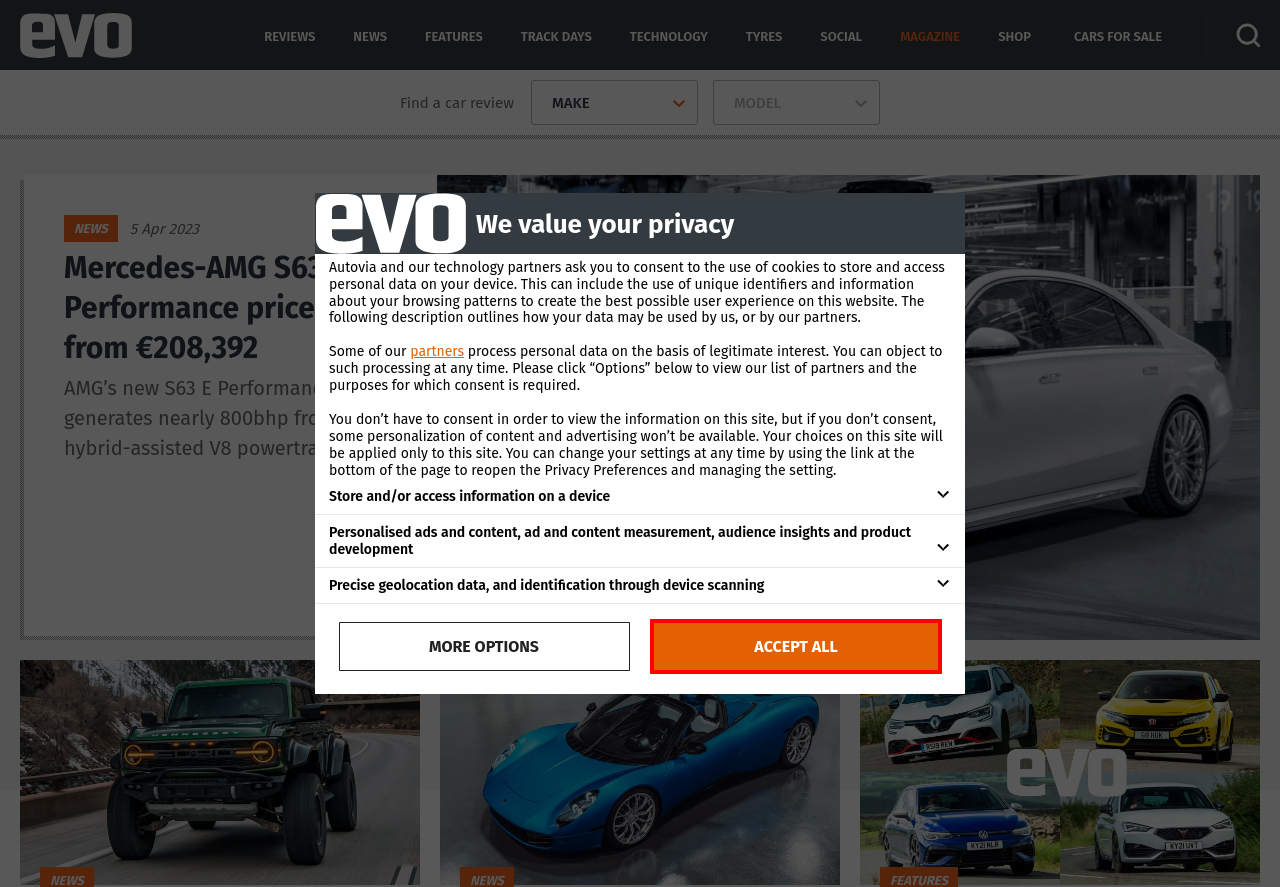 evo
REVIEWS NEWS FEATURES TRACK DAYS TECHNOLOGY TYRES SOCIAL MAGAZINE SHOP CARS FOR SALE
Find a car review MAKE MODEL
NEWS 5 Apr 2023
Mercedes-AMG S63
Performance price
from €208,392
AMG's new S63 E Performan
generates nearly 800bhp fro
hybrid-assisted V8 powertra
evo We value your privacy
Autovia and our technology partners ask you to consent to the use of cookies to store and access
personal data on your device. This can include the use of unique identifiers and information
about your browsing patterns to create the best possible user experience on this website. The
following description outlines how your data may be used by us, or by our partners.
Some of our partners process personal data on the basis of legitimate interest. You can object to
such processing at any time. Please click “Options” below to view our list of partners and the
purposes for which consent is required.
You don’t have to consent in order to view the information on this site, but if you don’t consent,
some personalization of content and advertising won’t be available. Your choices on this site will
be applied only to this site. You can change your settings at any time by using the link at the
bottom of the page to reopen the Privacy Preferences and managing the setting.
Store and/or access information on a device
Personalised ads and content, ad and content measurement, audience insights and product
development
Precise geolocation data, and identification through device scanning
MORE OPTIONS ACCEPT ALL
RS19 REN
G11 HUK
evo
KY21 NLR
KY21 UVT
NEWS
NEWS
FEATURES